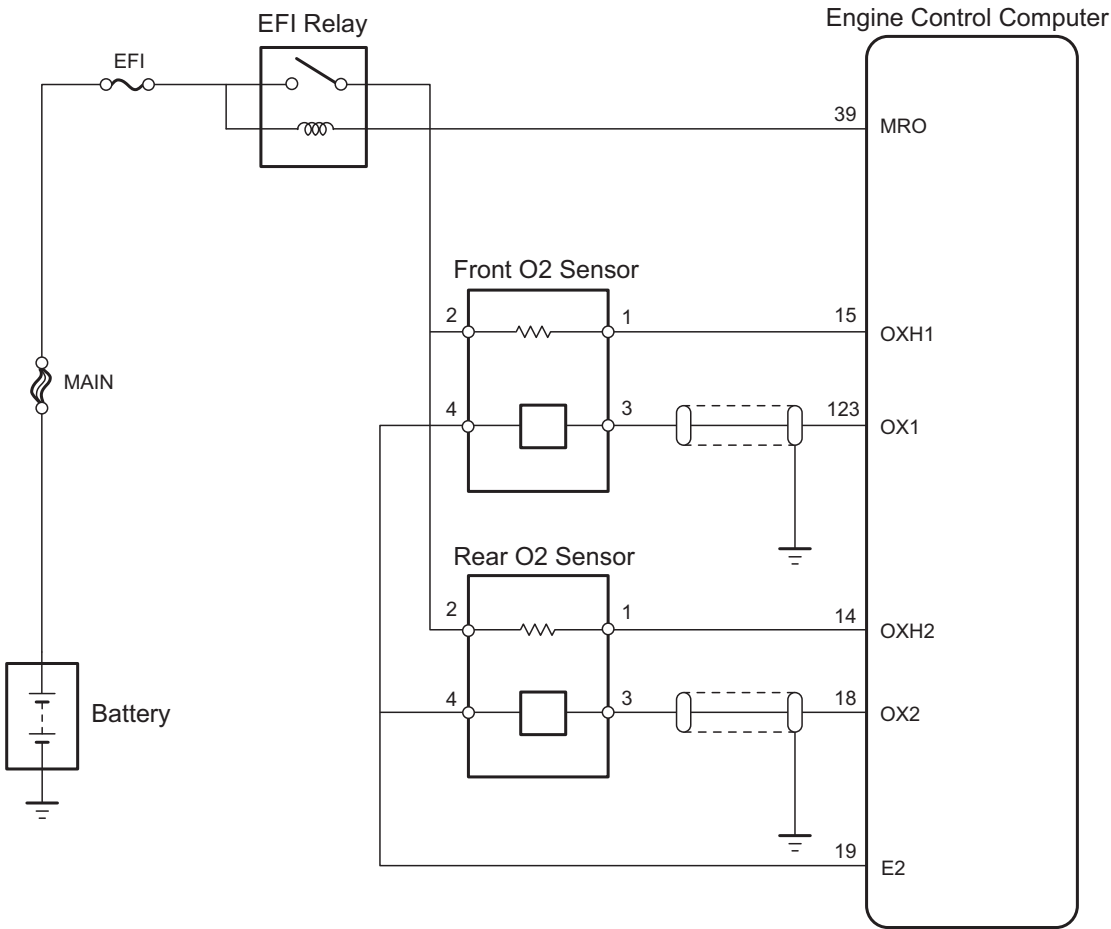 Engine Control Computer
EFI Relay
EFI
39
MRO
Front O2 Sensor
2
1
15
OXH1
MAIN
4
3
123
OX1
Rear O2 Sensor
2
1
14
OXH2
Battery
4
3
18
OX2
19
E2